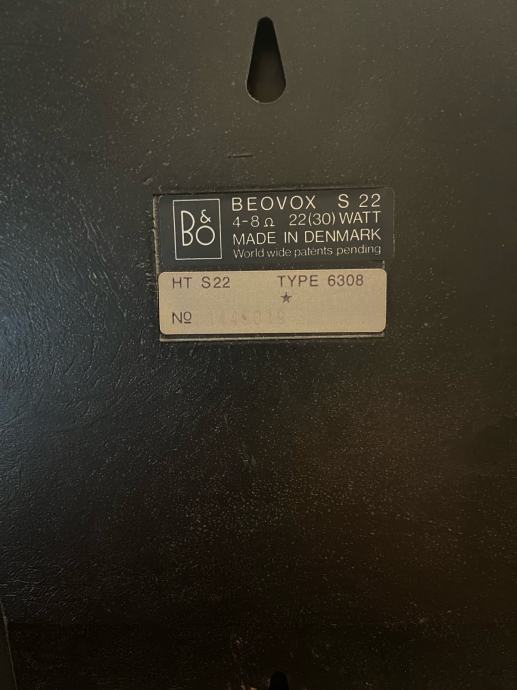 B&O
BEOVOX S 22
4-8 Ω 22(30) WATT
MADE IN DENMARK
World wide patents pending
HT S22 TYPE 6308
★
Nº